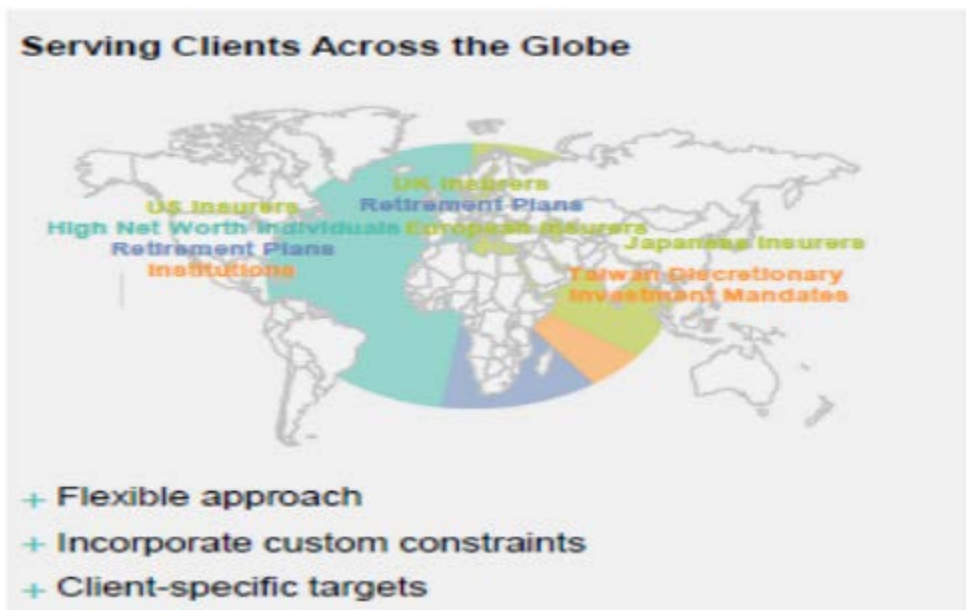 Serving Clients Across the Globe
US Insurers
High Net Worth Individuals
Retirement Plans
Institutions
UK Insurers
Retirement Plans
European Insurers
Japanese Insurers
Taiwan Discretionary
Investment Mandates
+ Flexible approach
+ Incorporate custom constraints
+ Client-specific targets